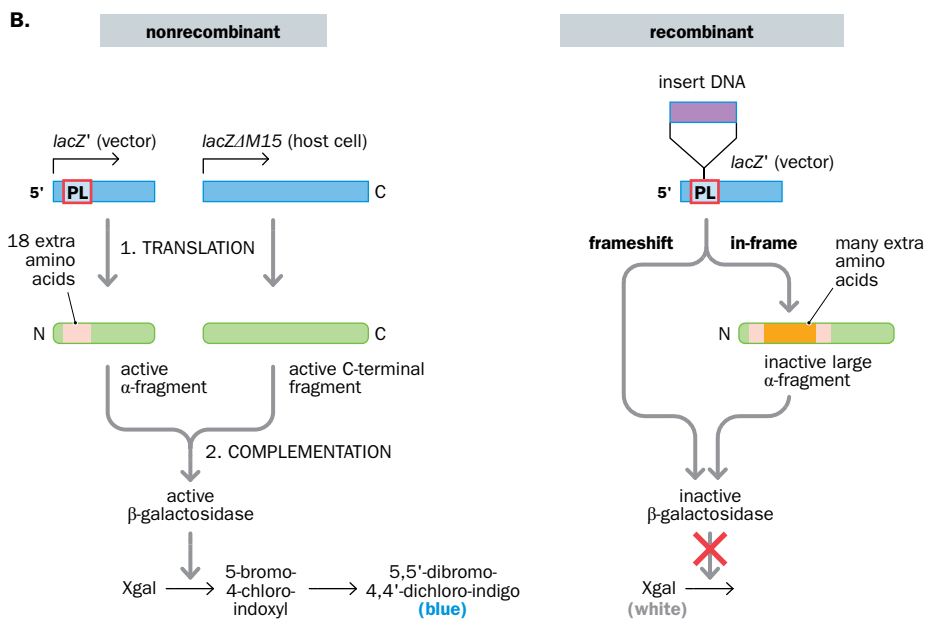 B.
nonrecombinant
lacZ' (vector)
lacZΔM15 (host cell)
5'
PL
C
18 extra
amino
acids
1. TRANSLATION
N
C
active
α-fragment
active C-terminal
fragment
2. COMPLEMENTATION
active
β-galactosidase
Xgal
5-bromo-
4-chloro-
indoxyl
5,5'-dibromo-
4,4'-dichloro-indigo
(blue)
recombinant
insert DNA
lacZ' (vector)
5'
PL
frameshift
in-frame
many extra
amino
acids
N
inactive large
α-fragment
inactive
β-galactosidase
Xgal
(white)